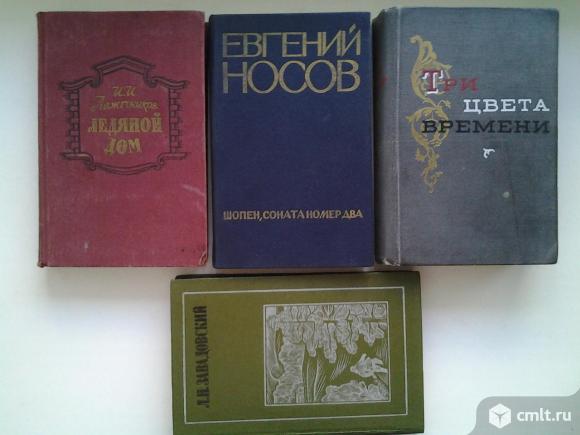 И.И.
Лажечников
ЛЕДЯНОЙ
ДОМ
ЕВГЕНИЙ
НОСОВ
ШОПЕН, СОНАТА НОМЕР ДВА
ТРИ
ЦВЕТА
ВРЕМЕНИ
Л.Н. ЗАВАДОВСКИЙ
cmlt.ru